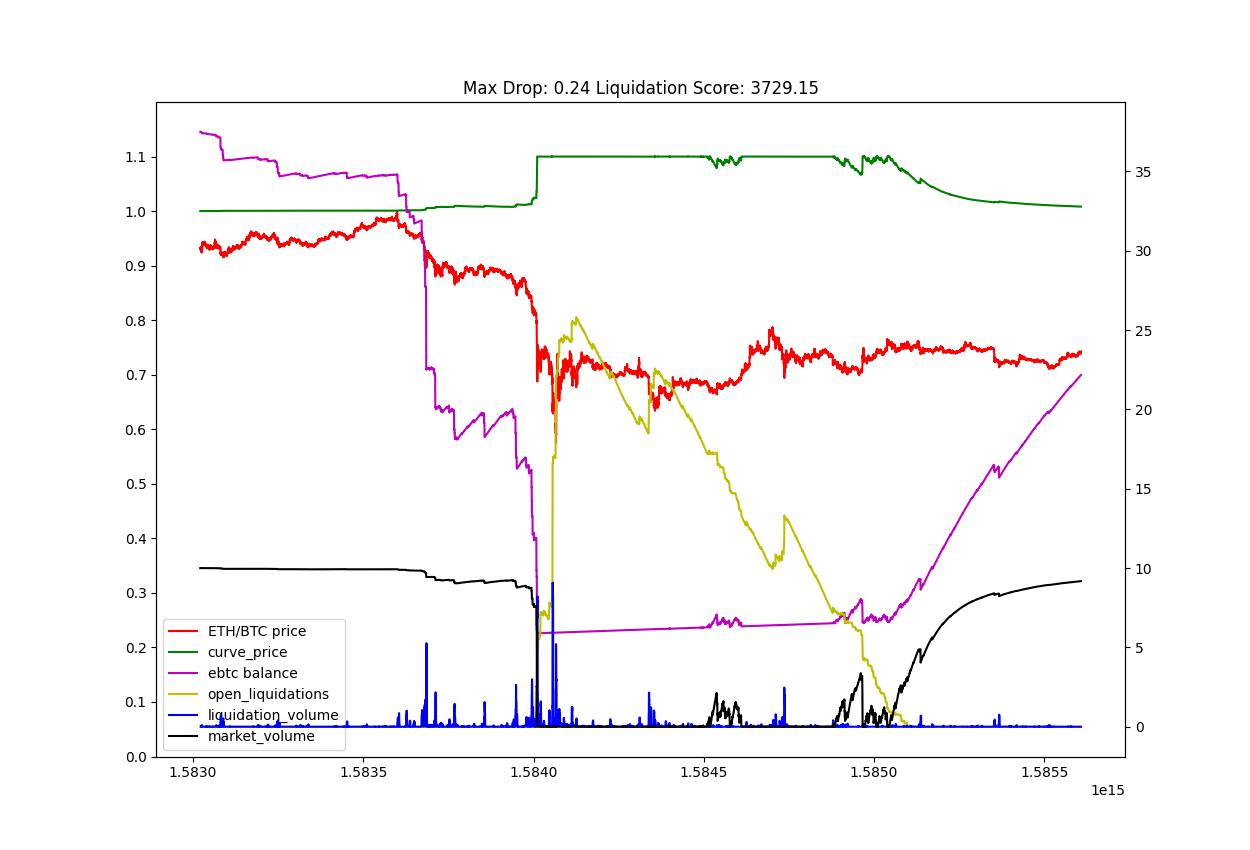 Max Drop: 0.24 Liquidation Score: 3729.15
1.1
1.0
0.9
0.8
0.7
0.6
0.5
0.4
0.3
0.2
0.1
0.0
35
30
25
20
15
10
5
0
ETH/BTC price
curve_price
ebtc balance
open_liquidations
liquidation_volume
market_volume
1.5830 1.5835 1.5840 1.5845 1.5850 1.5855
1e15